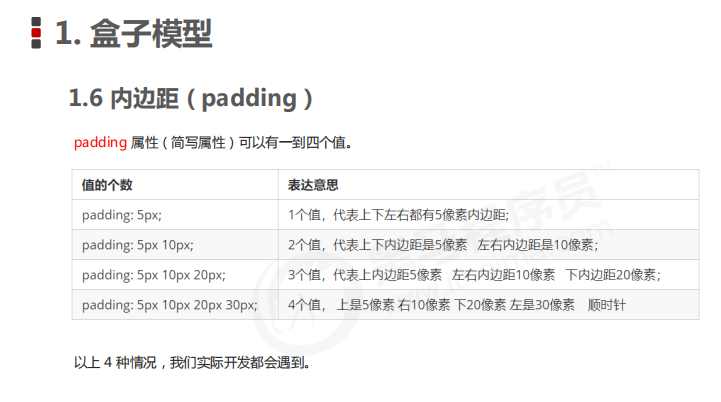 1. 盒子模型
1.6 内边距（padding）
padding 属性（简写属性）可以有一到四个值。
值的个数 表达意思
padding: 5px; 1个值，代表上下左右都有5像素内边距;
padding: 5px 10px; 2个值，代表上下内边距是5像素 左右内边距是10像素;
padding: 5px 10px 20px; 3个值，代表上内边距5像素 左右内边距10像素 下内边距20像素;
padding: 5px 10px 20px 30px; 4个值， 上是5像素 右10像素 下20像素 左是30像素 顺时针
以上 4 种情况，我们实际开发都会遇到。
黑马程序员™